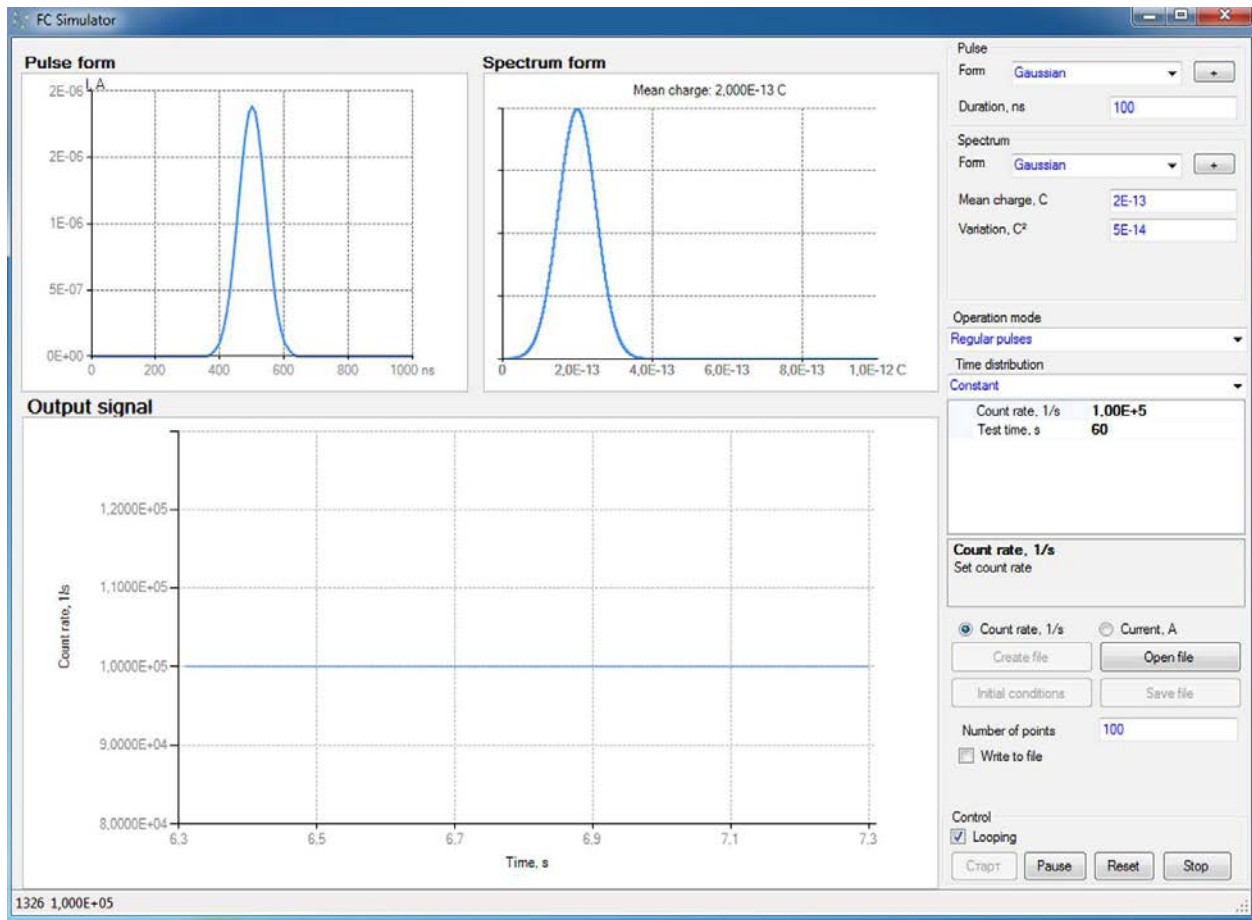 FC Simulator
Pulse form
I, A
2E-06
2E-06
1E-06
5E-07
0E+00
0 200 400 600 800 1000 ns
Spectrum form
Mean charge: 2,000E-13 C
0 2,0E-13 4,0E-13 6,0E-13 8,0E-13 1,0E-12 C
Output signal
1,2000E+05
1,1000E+05
1,0000E+05
9,0000E+04
8,0000E+04
Count rate, 1/s
6,3 6,5 6,7 6,9 7,1 7,3
Time, s
Pulse
Form Gaussian +
Duration, ns 100
Spectrum
Form Gaussian +
Mean charge, C 2E-13
Variation, C² 5E-14
Operation mode
Regular pulses
Time distribution
Constant
Count rate, 1/s 1,00E+5
Test time, s 60
Count rate, 1/s
Set count rate
Count rate, 1/s Current, A
Create file Open file
Initial conditions Save file
Number of points 100
Write to file
Control
Looping
Старт Pause Reset Stop
1326 1,000E+05